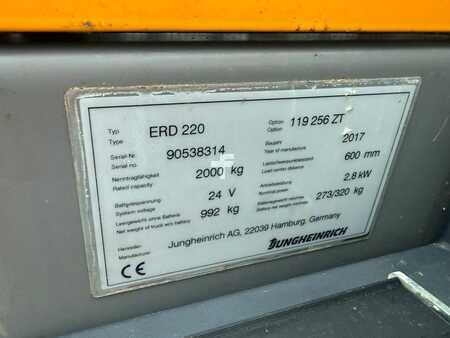 Typ
Type ERD 220 Option
Option 119 256 ZT
Serial-Nr.
Serial no. 90538314 Baujahr
Year of manufacture 2017
Nenntragfähigkeit
Rated capacity 2000 kg Lastschwerpunktabstand
Load center distance 600 mm
Batteriespannung
System voltage 24 V Antriebsleistung
Nominal power 2.8 kW
Leergewicht ohne Batterie
Net weight of truck w/o battery 992 kg Batteriegewicht min/max
Battery-net weight min/max 273/320 kg
Hersteller
Manufacturer Jungheinrich AG, 22039 Hamburg, Germany
CE JUNGHEINRICH